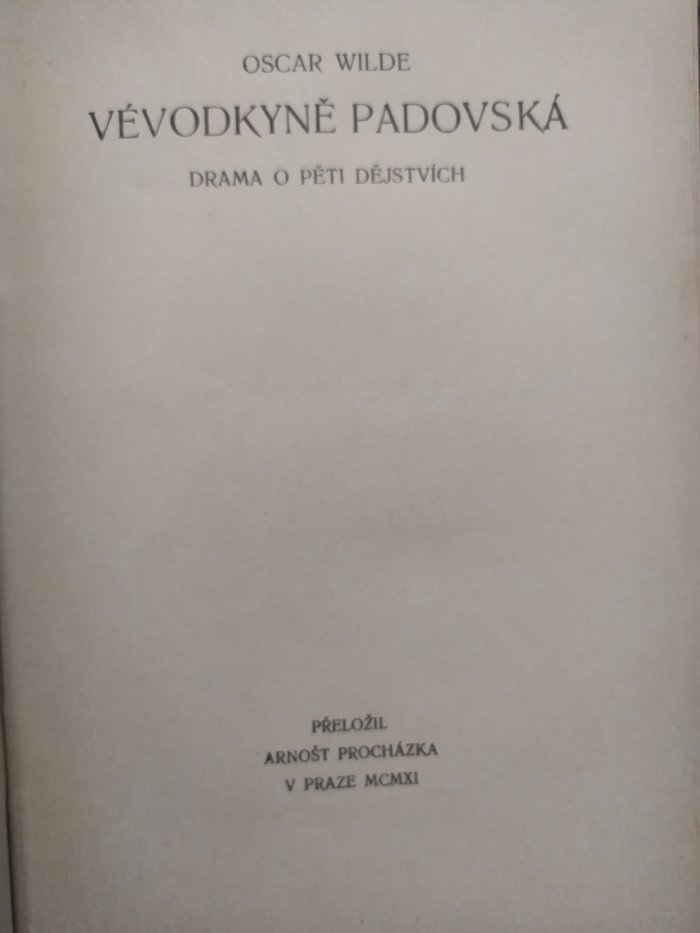 OSCAR WILDE
VÉVODKYNĚ PADOVSKÁ
DRAMA O PĚTI DĚJSTVÍCH
PŘELOŽIL
ARNOŠT PROCHÁZKA
V PRAZE MCMXI